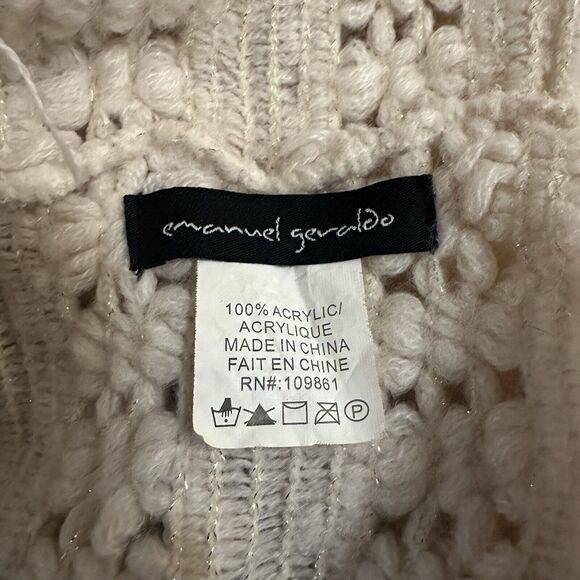 emanuel geraldo
100% ACRYLIC/
ACRYLIQUE
MADE IN CHINA
FAIT EN CHINE
RN#:109861
P